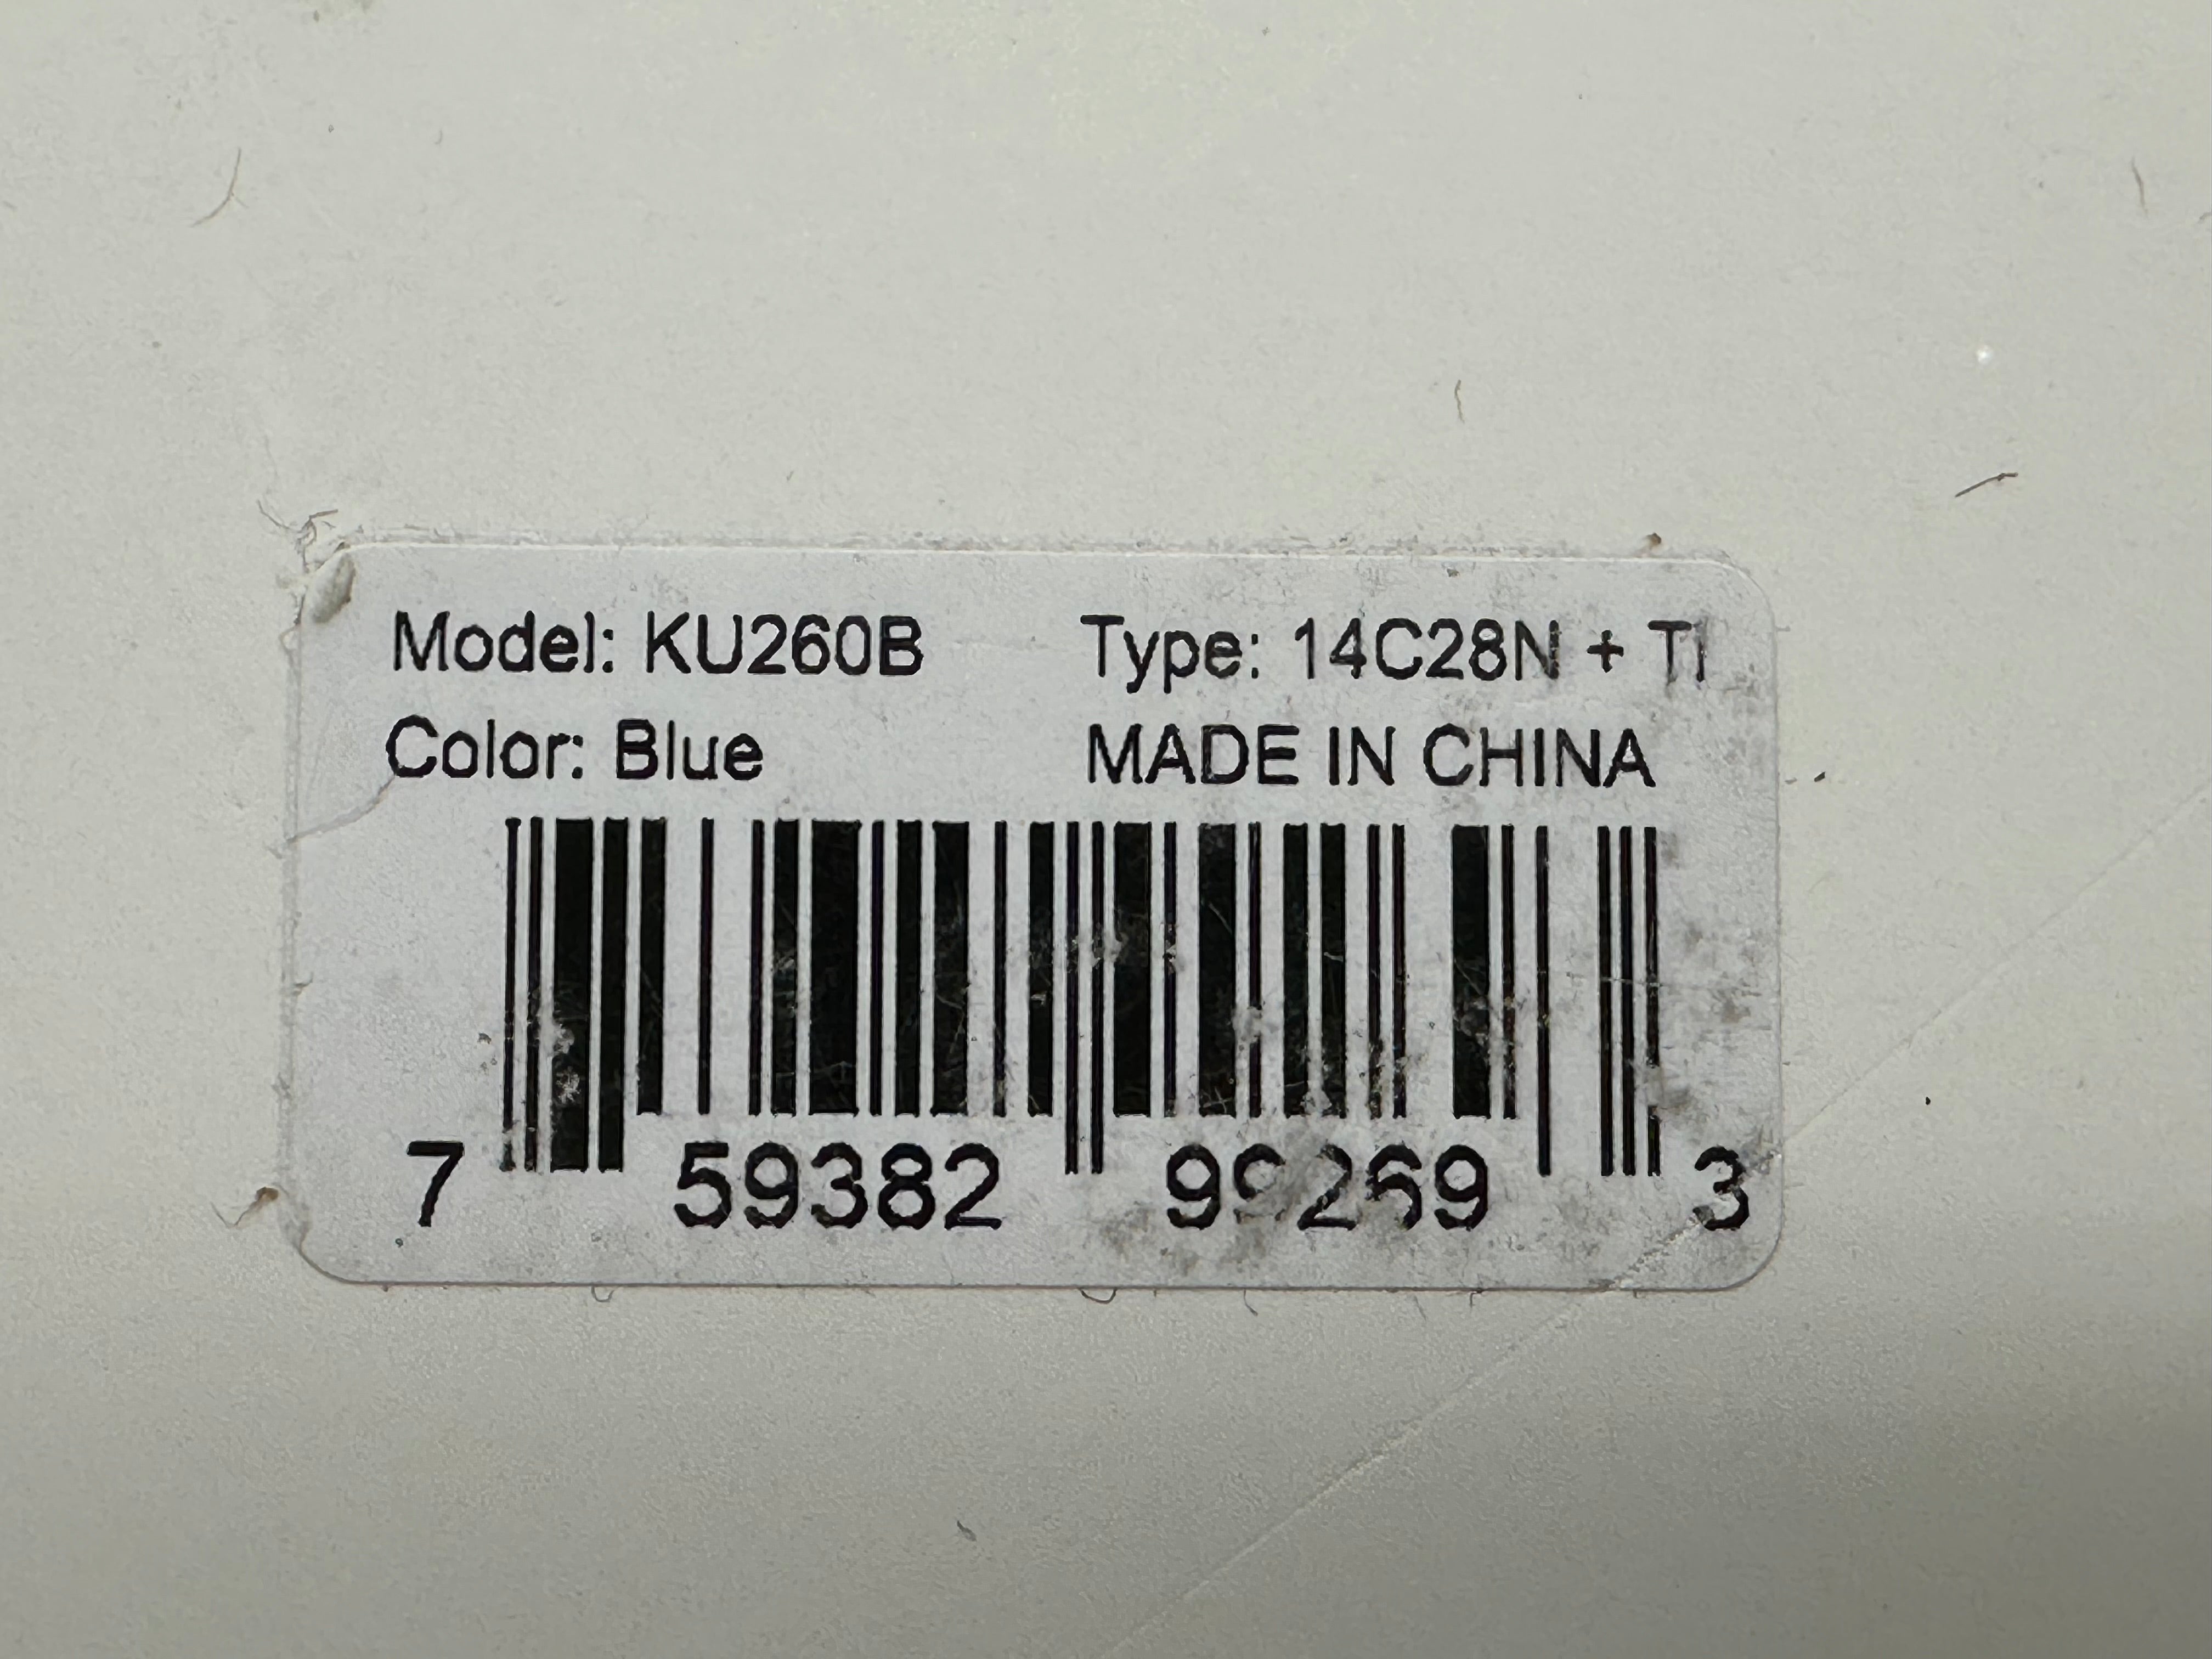 Model: KU260B Type: 14C28N + TI
Color: Blue MADE IN CHINA
7 59382 99269 3